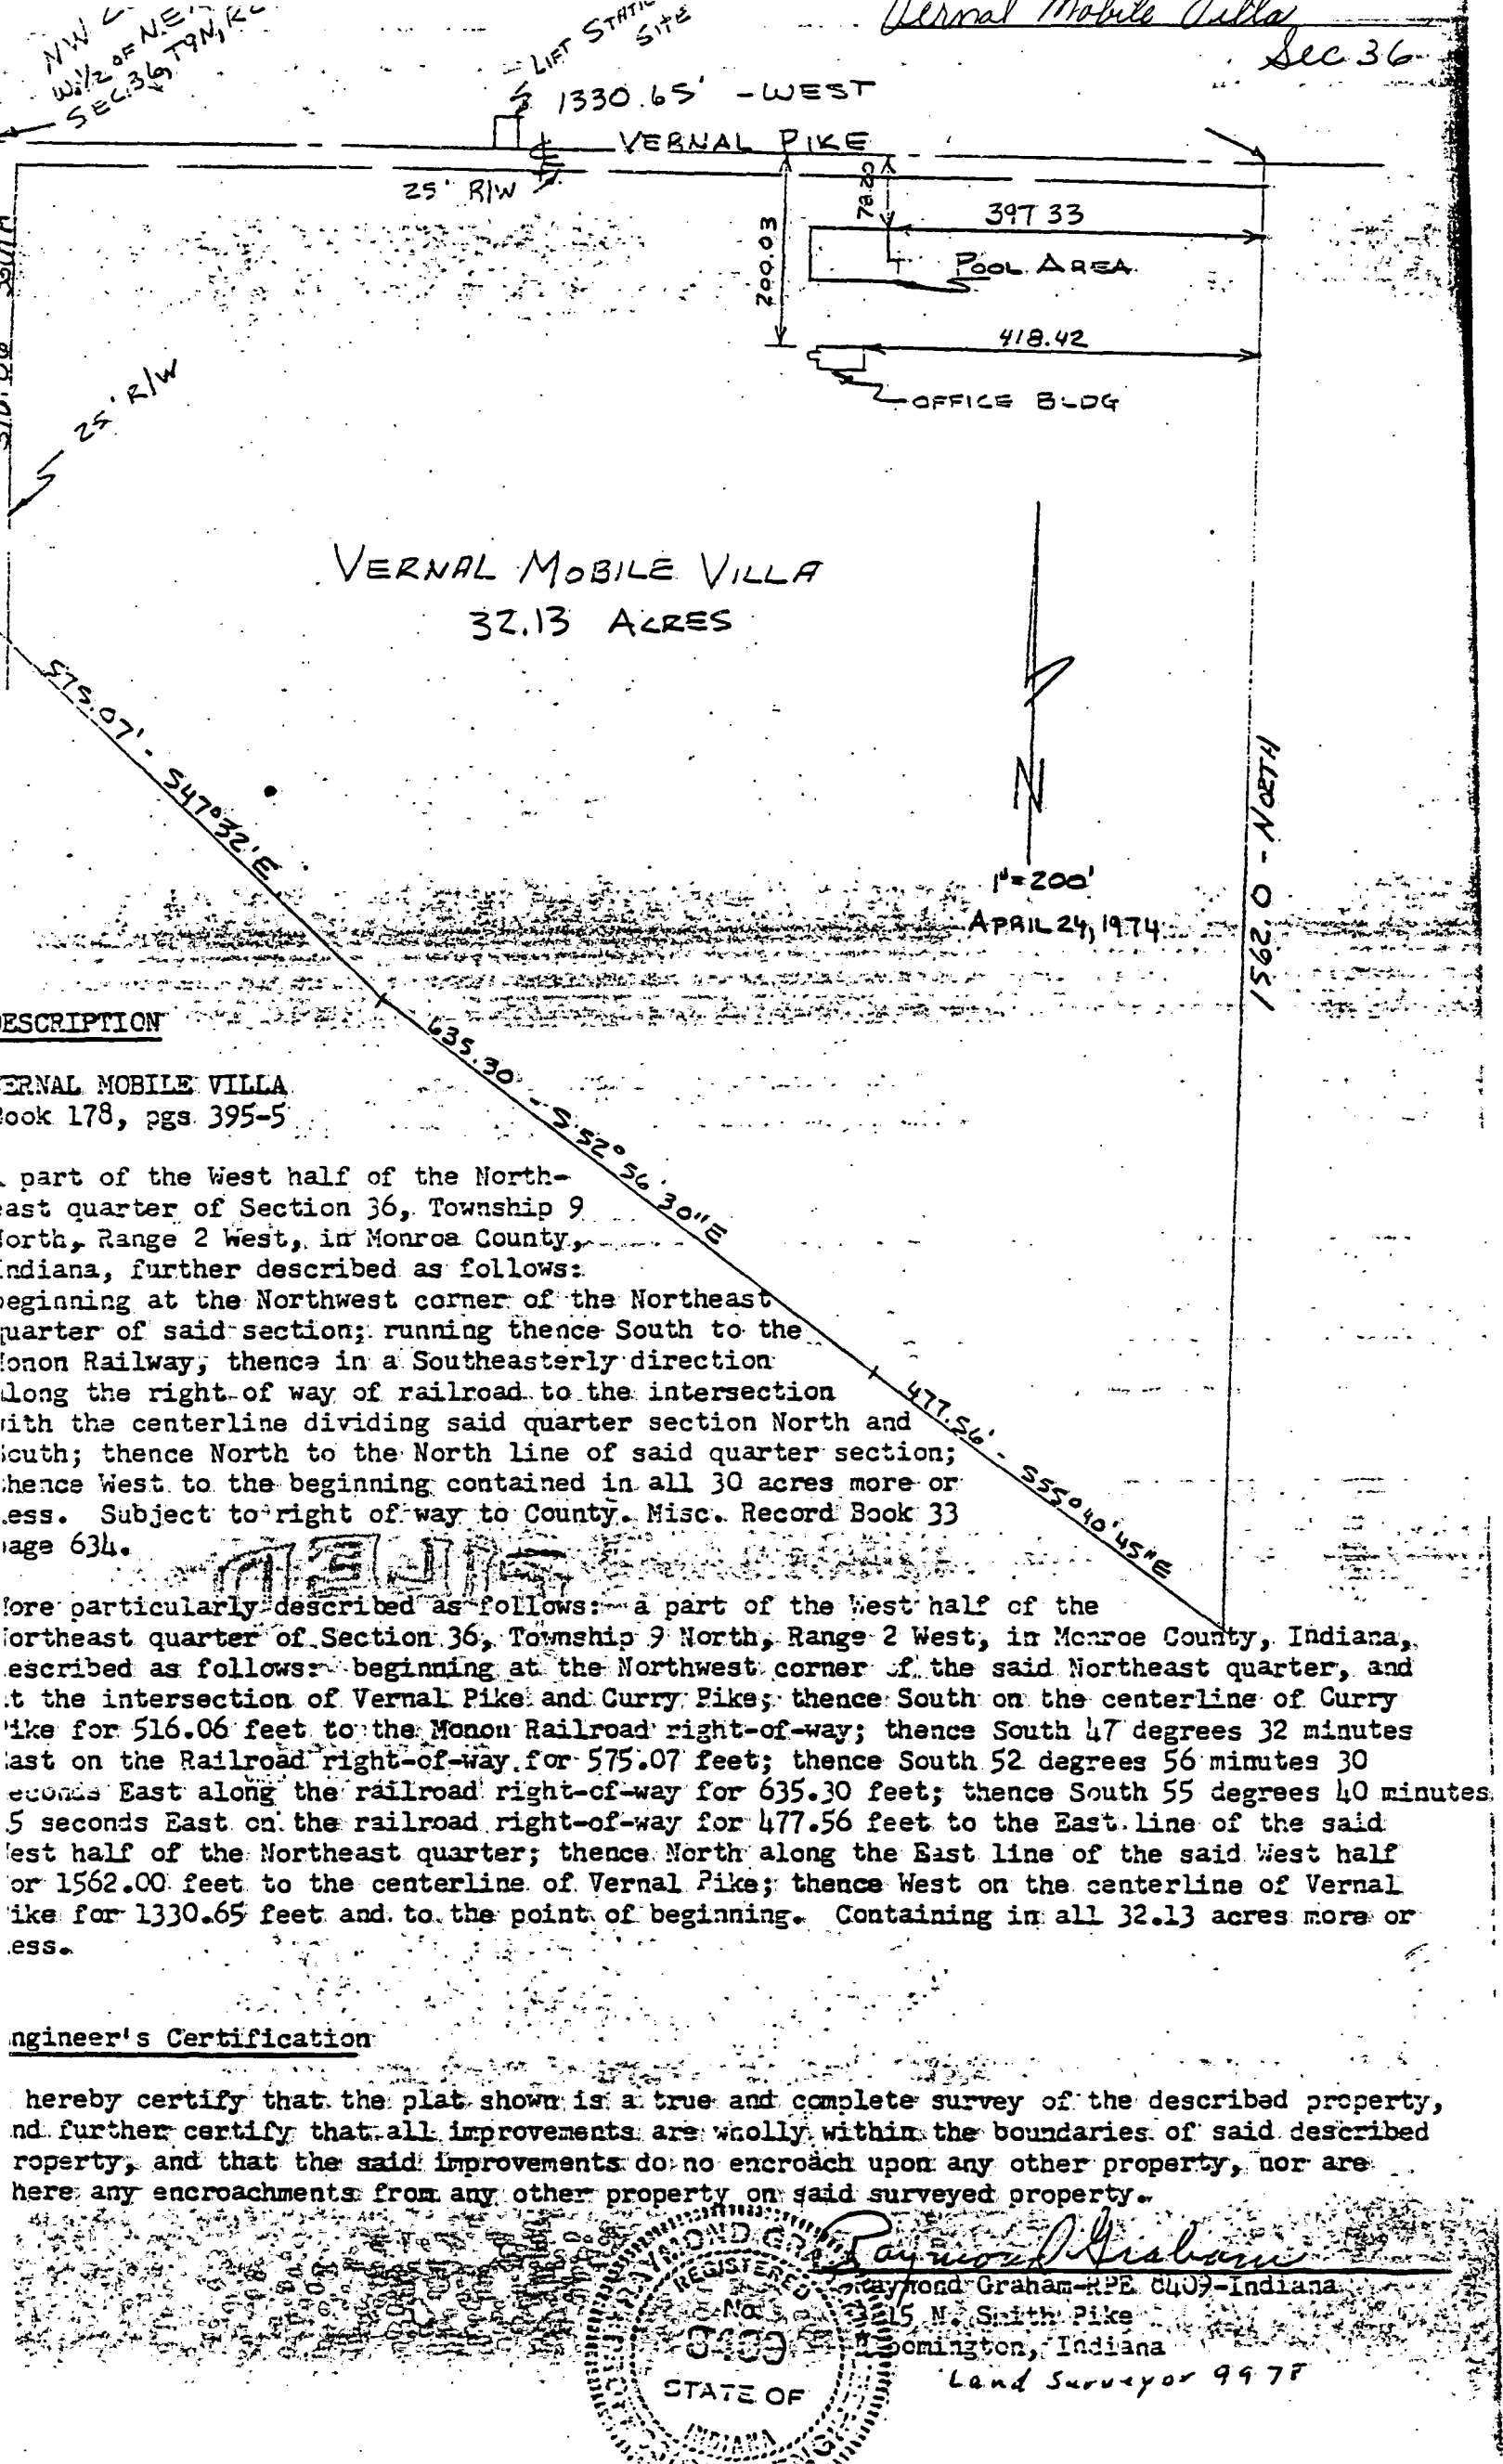 Vernal Mobile Villa
Sec 36
NW
W.1/2 OF N.E.
SEC. 36, T9N,
LIFT STATIC
SITE
1330.65' - WEST
VERNAL PIKE
25' R/W
78.20
397 33
200.03
POOL AREA
418.42
OFFICE BLDG
25' R/W
VERNAL MOBILE VILLA
32.13 ACRES
575.07' - S47°32'E
N
1"=200'
APRIL 24, 1974
1562.0 - NORTH
635.30 - S 52° 56' 30"E
477.56' - S55°40'45"E
DESCRIPTION
ERNAL MOBILE VILLA
ook 178, pgs 395-5
part of the West half of the North-
east quarter of Section 36, Township 9
orth, Range 2 West, in Monroe County,
ndiana, further described as follows:
eginning at the Northwest corner of the Northeast
uarter of said section; running thence South to the
onon Railway; thence in a Southeasterly direction
long the right of way of railroad to the intersection
ith the centerline dividing said quarter section North and
outh; thence North to the North line of said quarter section;
hence West to the beginning contained in all 30 acres more or
ess. Subject to right of way to County. Misc. Record Book 33
age 634.
ore particularly described as follows: a part of the West half of the
ortheast quarter of Section 36, Township 9 North, Range 2 West, in Monroe County, Indiana,
escribed as follows: beginning at the Northwest corner of the said Northeast quarter, and
t the intersection of Vernal Pike and Curry Pike; thence South on the centerline of Curry
ike for 516.06 feet to the Monon Railroad right-of-way; thence South 47 degrees 32 minutes
ast on the Railroad right-of-way for 575.07 feet; thence South 52 degrees 56 minutes 30
econds East along the railroad right-of-way for 635.30 feet; thence South 55 degrees 40 minutes
5 seconds East on the railroad right-of-way for 477.56 feet to the East line of the said
est half of the Northeast quarter; thence North along the East line of the said West half
or 1562.00 feet to the centerline of Vernal Pike; thence West on the centerline of Vernal
ike for 1330.65 feet and to the point of beginning. Containing in all 32.13 acres more or
ess.
ngineer's Certification
hereby certify that the plat shown is a true and complete survey of the described property,
nd further certify that all improvements are wholly within the boundaries of said described
roperty, and that the said improvements do no encroach upon any other property, nor are
here any encroachments from any other property on said surveyed property.
Raymond Graham
Raymond Graham-RPE 8409-Indiana
15 N. Smith Pike
oomington, Indiana
Land Surveyor 9978
RAYMOND GR
REGISTERED
No.
8409
STATE OF
INDIANA